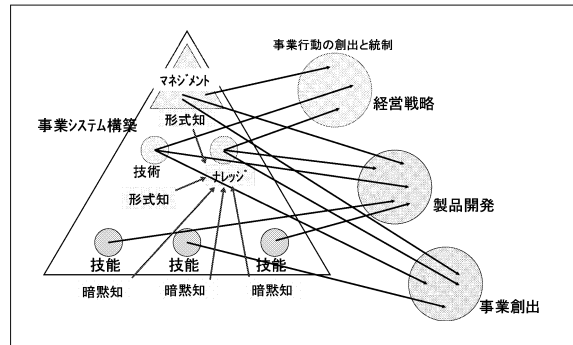 事業行動の創出と統制
マネジメント
経営戦略
形式知
事業システム構築
技術
ナレッジ
形式知
製品開発
技能
技能
技能
暗黙知
暗黙知
暗黙知
事業創出